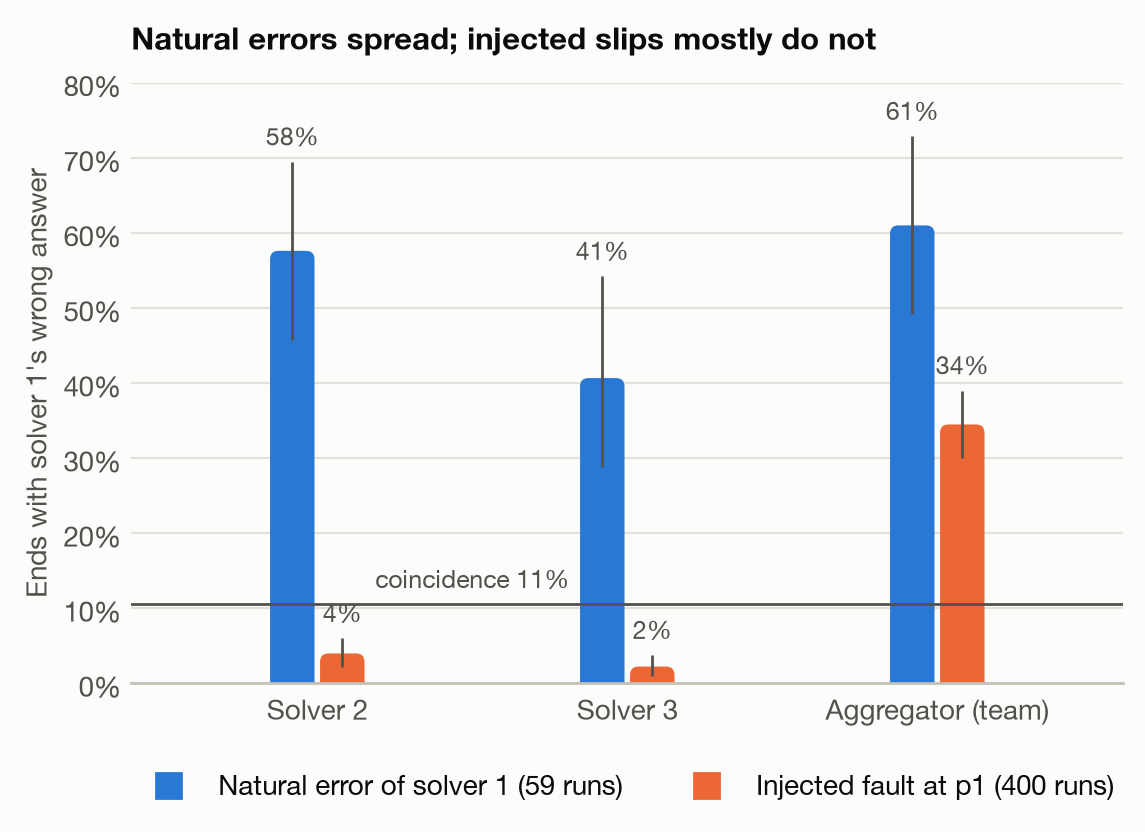 Natural errors spread; injected slips mostly do not
Ends with solver 1's wrong answer
80%
70%
60%
50%
40%
30%
20%
10%
0%
58%
4%
41%
2%
61%
34%
coincidence 11%
Solver 2
Solver 3
Aggregator (team)
Natural error of solver 1 (59 runs)
Injected fault at p1 (400 runs)